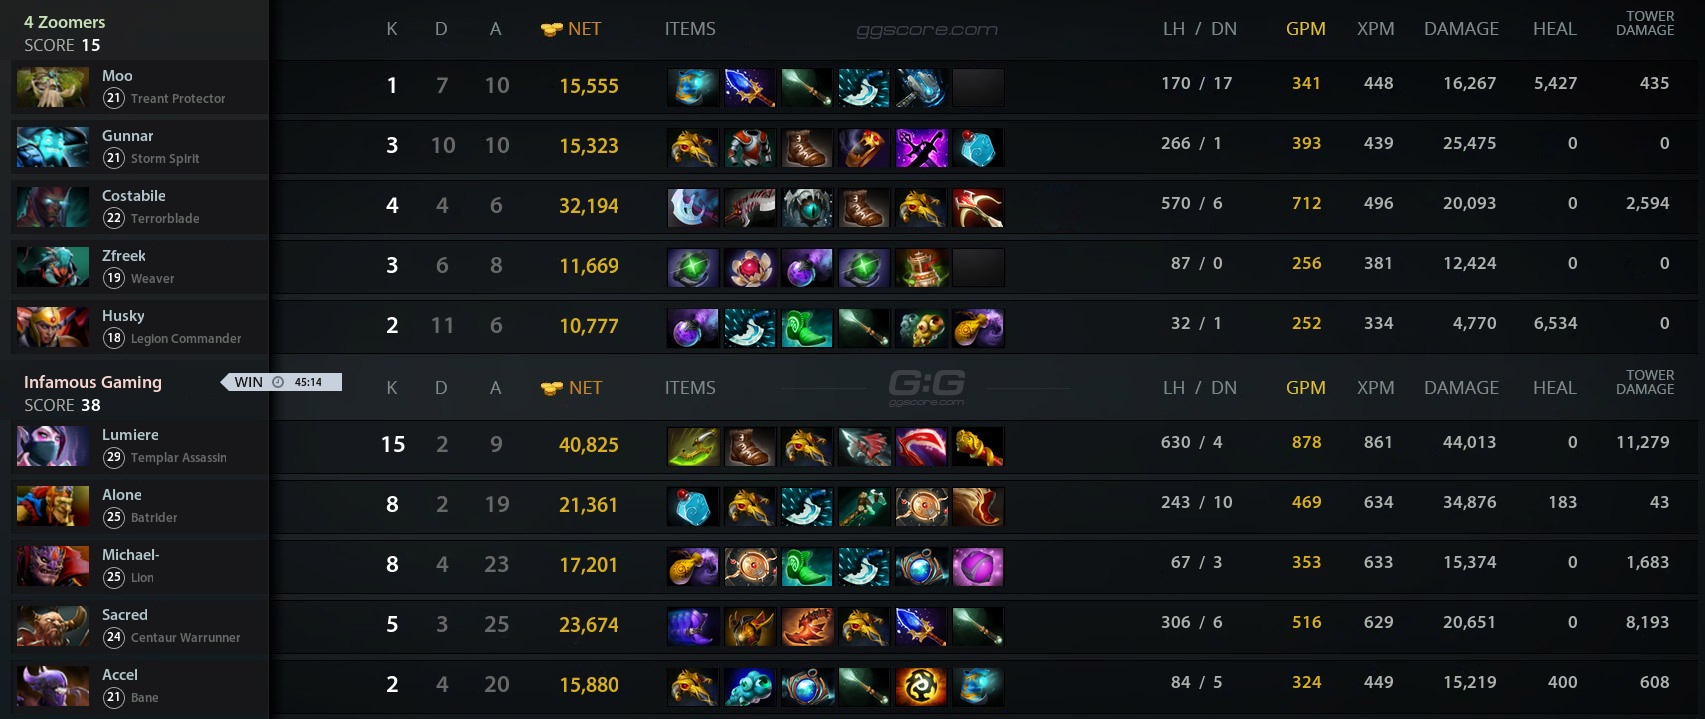 4 Zoomers
SCORE 15
K D A NET ITEMS ggscore.com LH / DN GPM XPM DAMAGE HEAL TOWER DAMAGE
Moo
21 Treant Protector
1 7 10 15,555 170 / 17 341 448 16,267 5,427 435
Gunnar
21 Storm Spirit
3 10 10 15,323 266 / 1 393 439 25,475 0 0
Costabile
22 Terrorblade
4 4 6 32,194 570 / 6 712 496 20,093 0 2,594
Zfreek
19 Weaver
3 6 8 11,669 87 / 0 256 381 12,424 0 0
Husky
18 Legion Commander
2 11 6 10,777 32 / 1 252 334 4,770 6,534 0
Infamous Gaming
SCORE 38
WIN 45:14
K D A NET ITEMS G:G ggscore.com LH / DN GPM XPM DAMAGE HEAL TOWER DAMAGE
Lumiere
29 Templar Assassin
15 2 9 40,825 630 / 4 878 861 44,013 0 11,279
Alone
25 Batrider
8 2 19 21,361 243 / 10 469 634 34,876 183 43
Michael-
25 Lion
8 4 23 17,201 67 / 3 353 633 15,374 0 1,683
Sacred
24 Centaur Warrunner
5 3 25 23,674 306 / 6 516 629 20,651 0 8,193
Accel
21 Bane
2 4 20 15,880 84 / 5 324 449 15,219 400 608